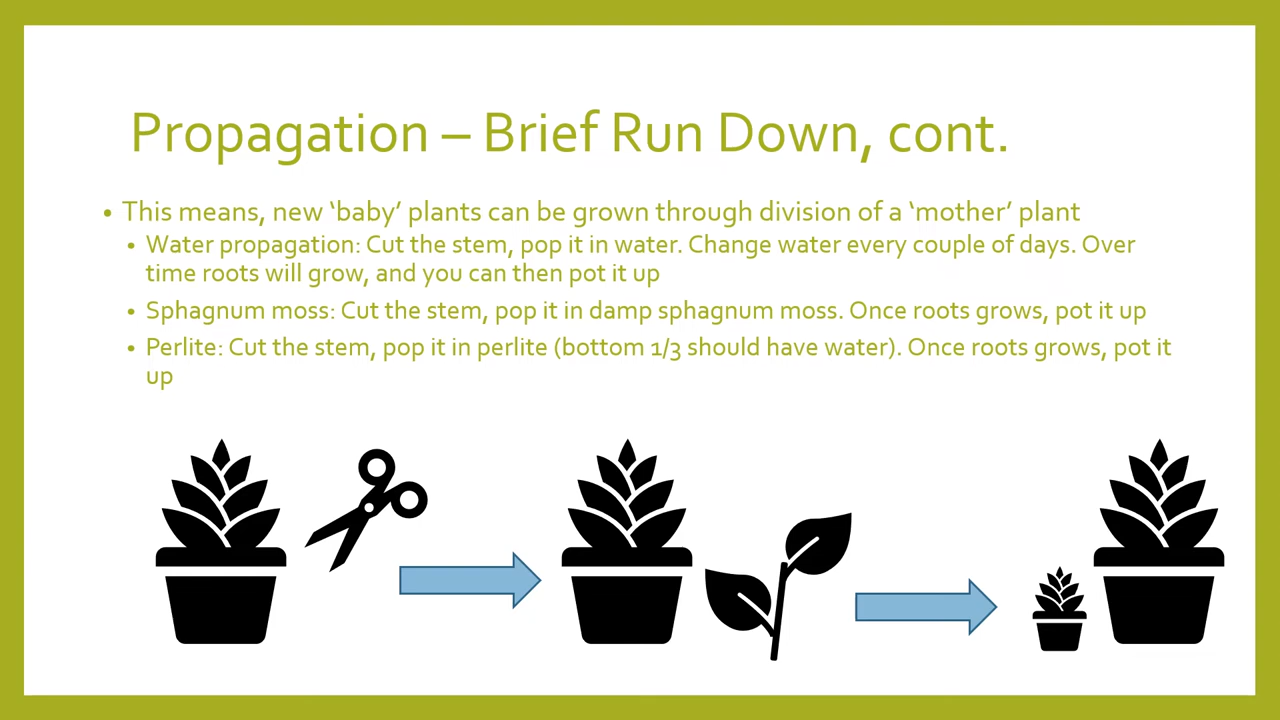 Propagation – Brief Run Down, cont.
• This means, new ‘baby’ plants can be grown through division of a ‘mother’ plant
• Water propagation: Cut the stem, pop it in water. Change water every couple of days. Over
time roots will grow, and you can then pot it up
• Sphagnum moss: Cut the stem, pop it in damp sphagnum moss. Once roots grows, pot it up
• Perlite: Cut the stem, pop it in perlite (bottom 1/3 should have water). Once roots grows, pot it
up